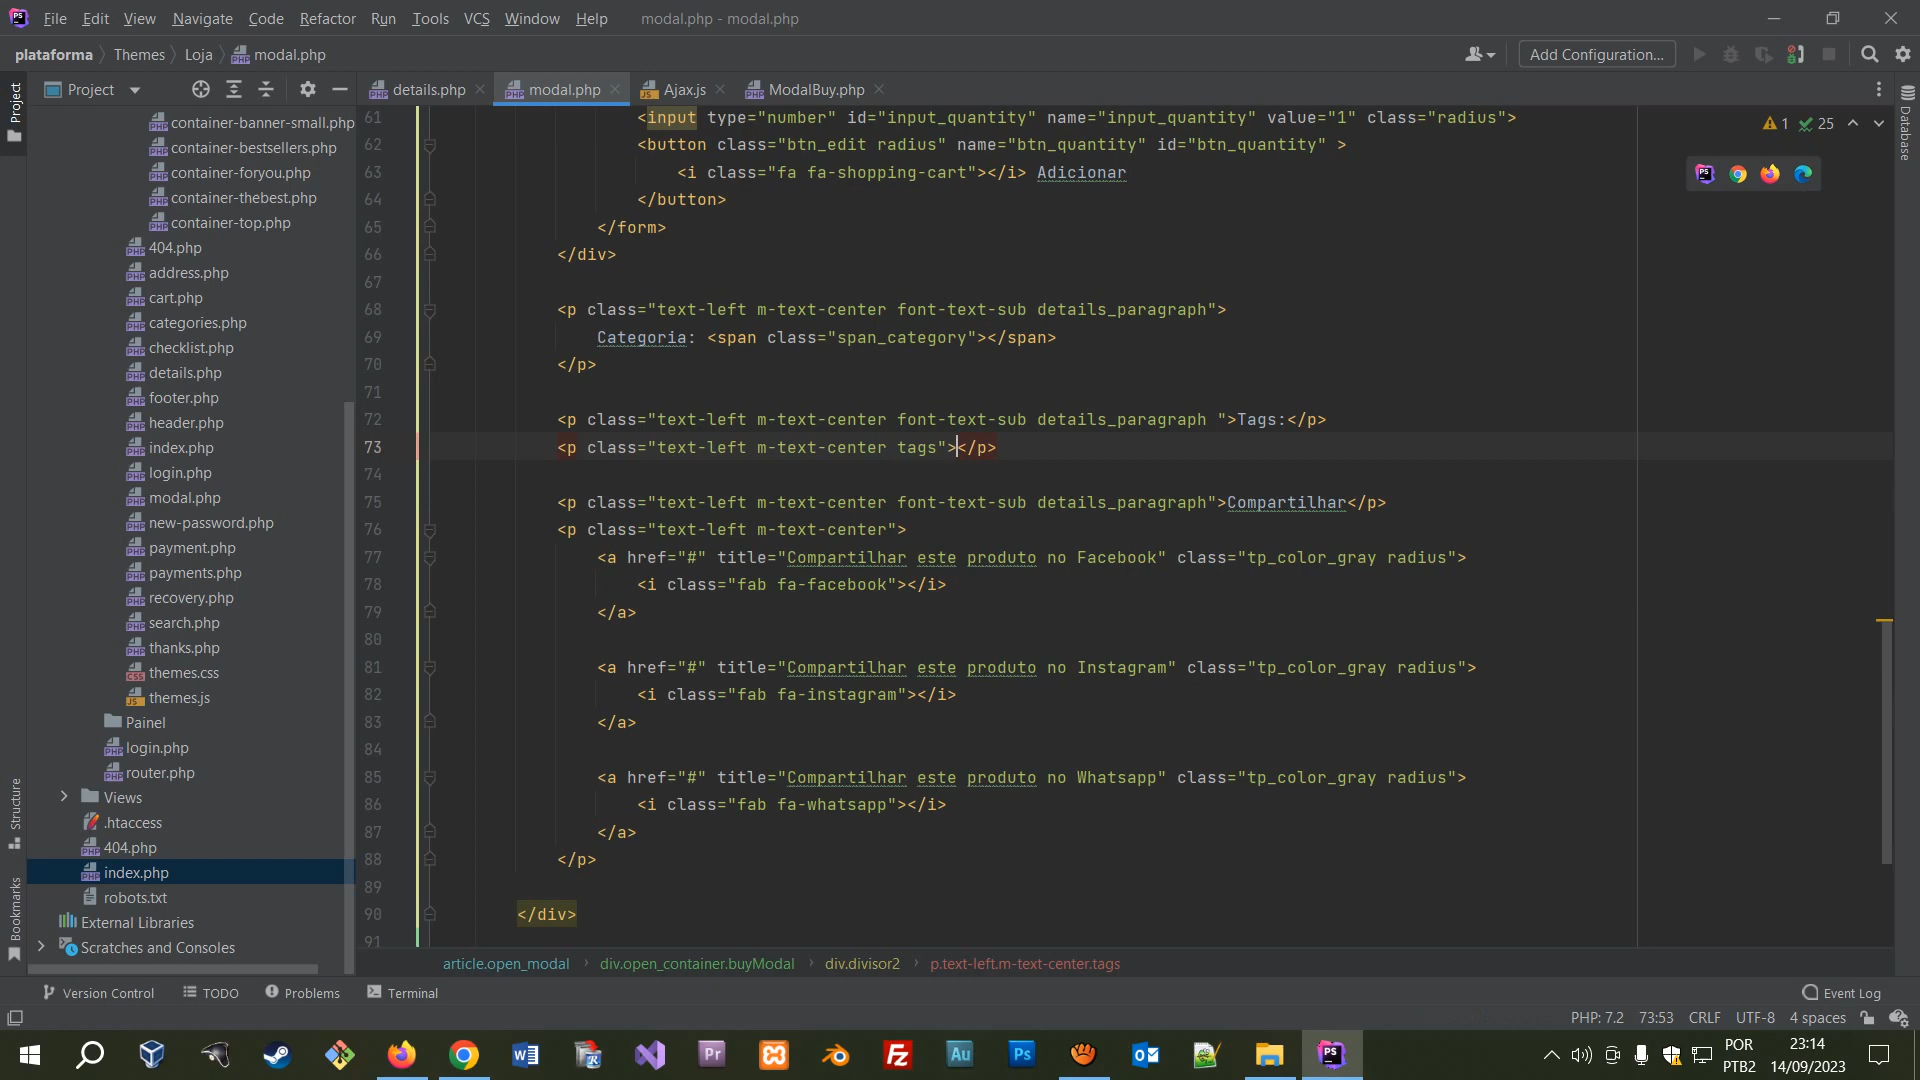 File Edit View Navigate Code Refactor Run Tools VCS Window Help modal.php - modal.php
plataforma Themes Loja modal.php Add Configuration...
Project
Project
details.php modal.php Ajax.js ModalBuy.php
Database
container-banner-small.php
container-bestsellers.php
container-foryou.php
container-thebest.php
container-top.php
404.php
address.php
cart.php
categories.php
checklist.php
details.php
footer.php
header.php
index.php
login.php
modal.php
new-password.php
payment.php
payments.php
recovery.php
search.php
thanks.php
themes.css
themes.js
Painel
login.php
router.php
Views
.htaccess
404.php
index.php
robots.txt
External Libraries
Scratches and Consoles
Structure
Bookmarks
1 25
61 <input type="number" id="input_quantity" name="input_quantity" value="1" class="radius">
62 <button class="btn_edit radius" name="btn_quantity" id="btn_quantity" >
63 <i class="fa fa-shopping-cart"></i> Adicionar
64 </button>
65 </form>
66 </div>
67
68 <p class="text-left m-text-center font-text-sub details_paragraph">
69 Categoria: <span class="span_category"></span>
70 </p>
71
72 <p class="text-left m-text-center font-text-sub details_paragraph ">Tags:</p>
73 <p class="text-left m-text-center tags"></p>
74
75 <p class="text-left m-text-center font-text-sub details_paragraph">Compartilhar</p>
76 <p class="text-left m-text-center">
77 <a href="#" title="Compartilhar este produto no Facebook" class="tp_color_gray radius">
78 <i class="fab fa-facebook"></i>
79 </a>
80
81 <a href="#" title="Compartilhar este produto no Instagram" class="tp_color_gray radius">
82 <i class="fab fa-instagram"></i>
83 </a>
84
85 <a href="#" title="Compartilhar este produto no Whatsapp" class="tp_color_gray radius">
86 <i class="fab fa-whatsapp"></i>
87 </a>
88 </p>
89
90 </div>
91
article.open_modal div.open_container.buyModal div.divisor2 p.text-left.m-text-center.tags
Version Control TODO Problems Terminal Event Log
PHP: 7.2 73:53 CRLF UTF-8 4 spaces
POR
PTB2
23:14
14/09/2023